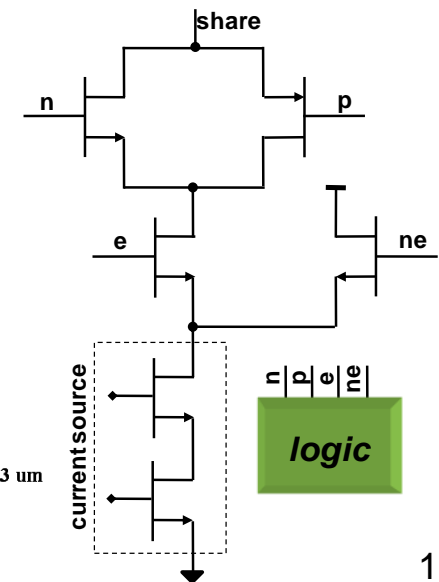 share
n
p
e
ne
n p e ne
current source
logic
3 um
1